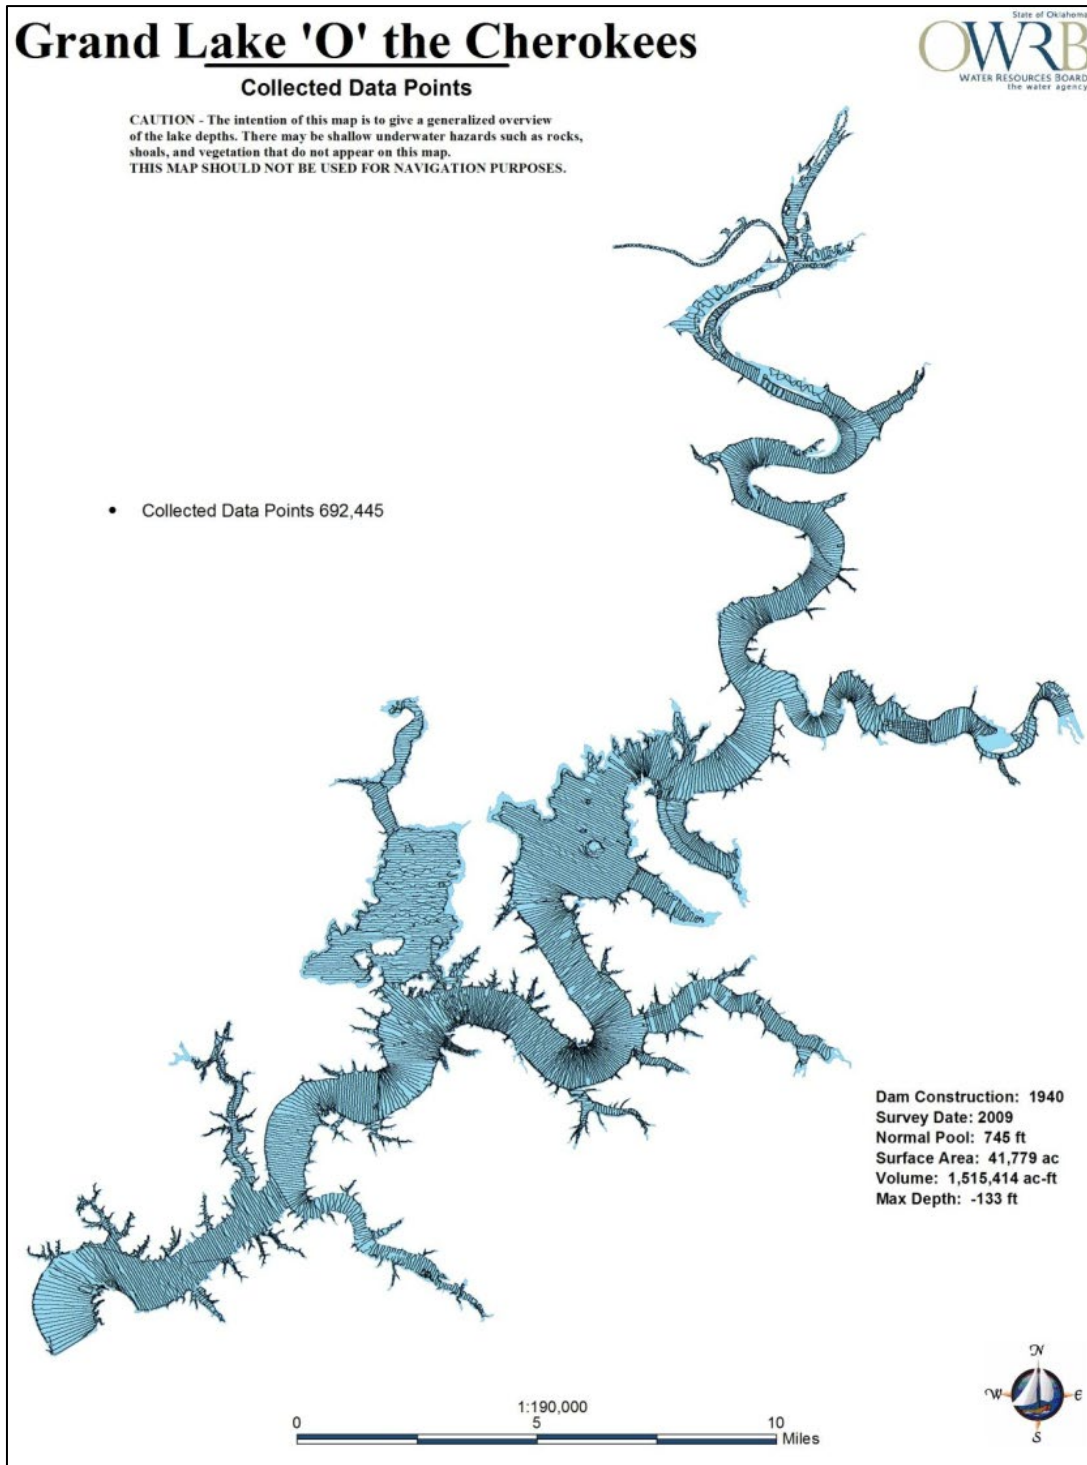 Grand Lake 'O' the Cherokees
State of Oklahoma
OWRB
WATER RESOURCES BOARD
the water agency
Collected Data Points
CAUTION - The intention of this map is to give a generalized overview
of the lake depths. There may be shallow underwater hazards such as rocks,
shoals, and vegetation that do not appear on this map.
THIS MAP SHOULD NOT BE USED FOR NAVIGATION PURPOSES.
• Collected Data Points 692,445
Dam Construction: 1940
Survey Date: 2009
Normal Pool: 745 ft
Surface Area: 41,779 ac
Volume: 1,515,414 ac-ft
Max Depth: -133 ft
N
W E
S
1:190,000
0 5 10
Miles